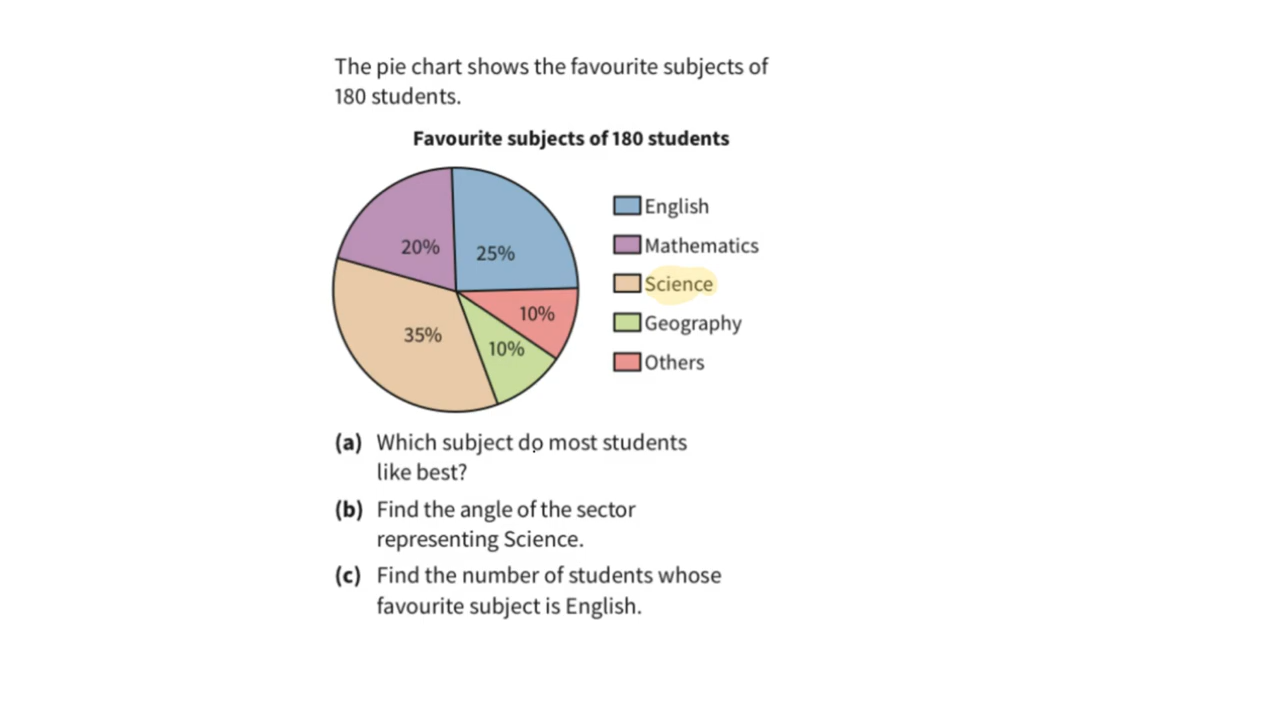 The pie chart shows the favourite subjects of
180 students.
Favourite subjects of 180 students
20%
25%
10%
35%
10%
English
Mathematics
Science
Geography
Others
(a) Which subject do most students
like best?
(b) Find the angle of the sector
representing Science.
(c) Find the number of students whose
favourite subject is English.